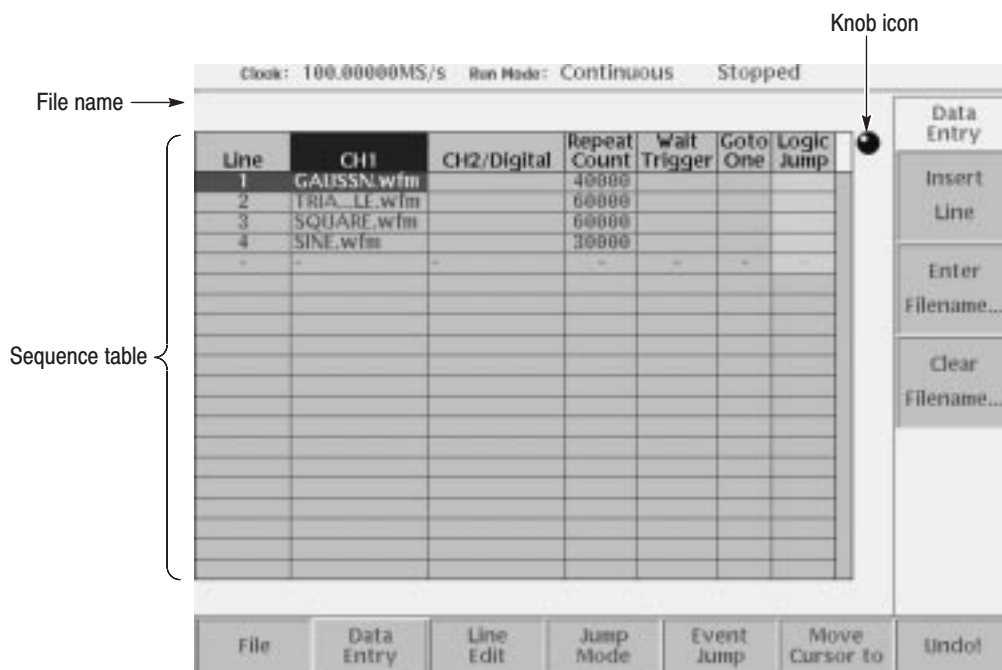 Knob icon
Clock: 100.00000MS/s Run Mode: Continuous Stopped
File name
Data Entry
Line CH1 CH2/Digital Repeat Count Wait Trigger Goto One Logic Jump
1 GAUSSN.wfm 40000
2 TRIA...LE.wfm 60000
3 SQUARE.wfm 60000
4 SINE.wfm 30000
- - - - - - -
Insert Line
Enter Filename...
Clear Filename...
Sequence table
File
Data Entry
Line Edit
Jump Mode
Event Jump
Move Cursor to
Undo!